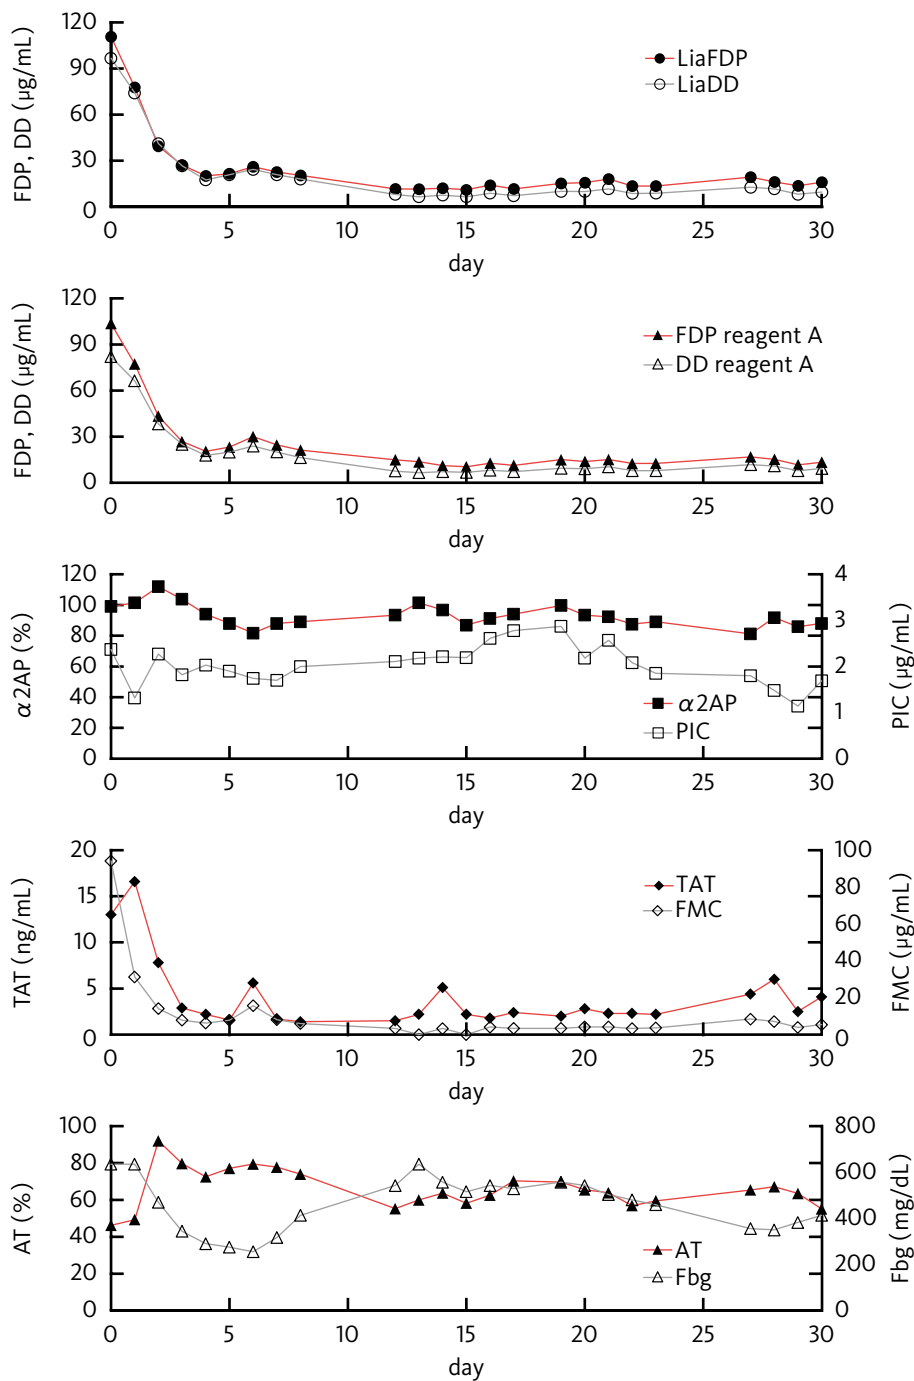 FDP, DD (μg/mL)
120
90
60
30
0
LiaFDP
LiaDD
0 5 10 15 20 25 30
day
FDP, DD (μg/mL)
120
90
60
30
0
FDP reagent A
DD reagent A
0 5 10 15 20 25 30
day
α2AP (%)
120
100
80
60
40
20
0
α2AP
PIC
4
3
2
1
0
PIC (μg/mL)
0 5 10 15 20 25 30
day
TAT (ng/mL)
20
15
10
5
0
TAT
FMC
100
80
60
40
20
0
FMC (μg/mL)
0 5 10 15 20 25 30
day
AT (%)
100
80
60
40
20
0
AT
Fbg
800
600
400
200
0
Fbg (mg/dL)
0 5 10 15 20 25 30
day